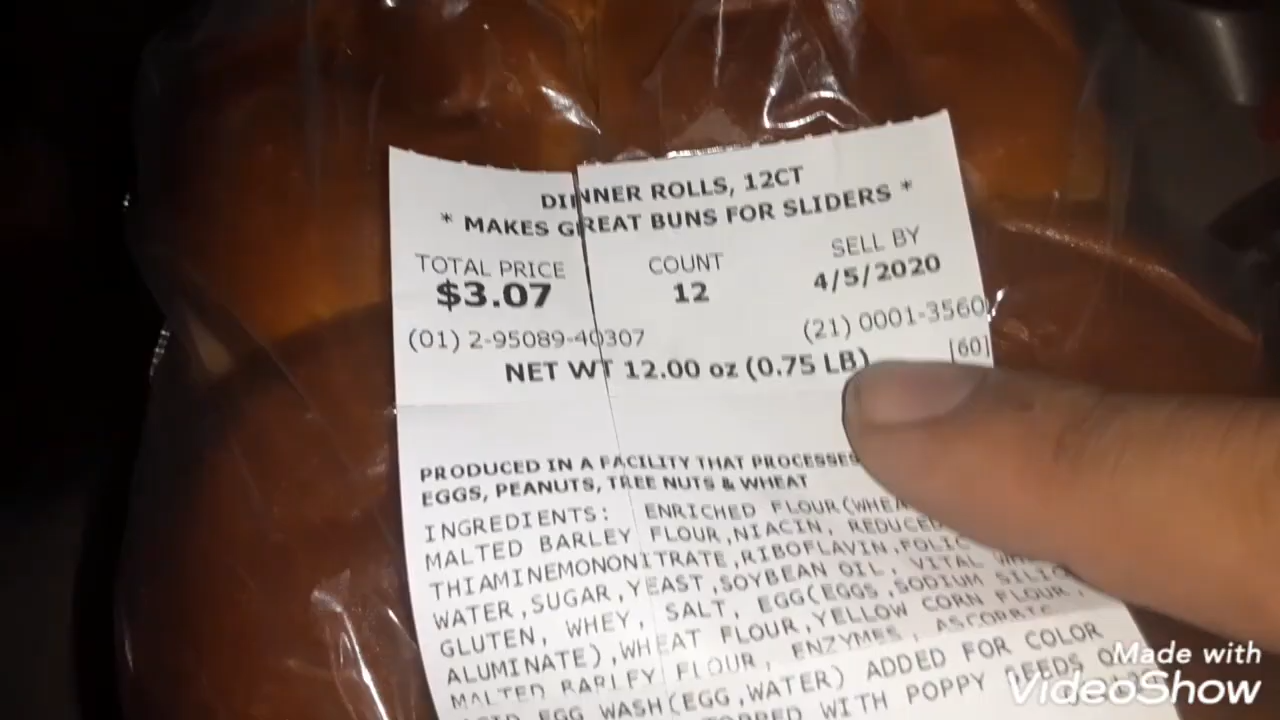 DINNER ROLLS, 12CT
* MAKES GREAT BUNS FOR SLIDERS *
TOTAL PRICE COUNT SELL BY
$3.07 12 4/5/2020
(01) 2-95089-40307 (21) 0001-3560
NET WT 12.00 oz (0.75 LB) [60]
PRODUCED IN A FACILITY THAT PROCESSES
EGGS, PEANUTS, TREE NUTS & WHEAT
INGREDIENTS: ENRICHED FLOUR(WHEA
MALTED BARLEY FLOUR,NIACIN, REDUCED
THIAMINEMONONITRATE,RIBOFLAVIN,FOLIC
WATER,SUGAR,YEAST,SOYBEAN OIL, VITAL
GLUTEN, WHEY, SALT, EGG(EGGS,SODIUM SILIC
ALUMINATE),WHEAT FLOUR,YELLOW CORN FLOUR,
MALTED BARLEY FLOUR, ENZYMES, ASCORBIC
ACID EGG WASH(EGG,WATER) ADDED FOR COLOR
WITH POPPY
Made with
VideoShow